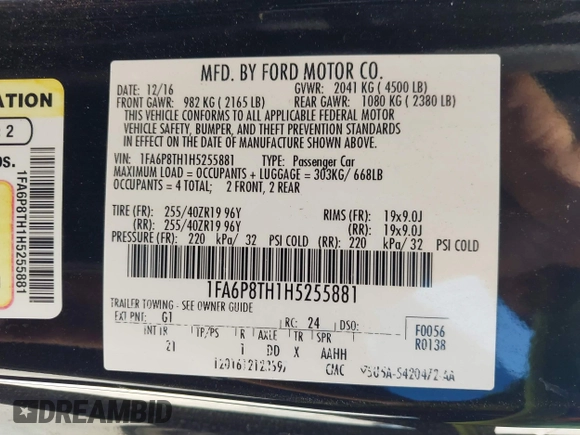 MFD. BY FORD MOTOR CO.
DATE: 12/16 GVWR: 2041 KG ( 4500 LB)
FRONT GAWR: 982 KG ( 2165 LB) REAR GAWR: 1080 KG ( 2380 LB)
THIS VEHICLE CONFORMS TO ALL APPLICABLE FEDERAL MOTOR
VEHICLE SAFETY, BUMPER, AND THEFT PREVENTION STANDARDS
IN EFFECT ON THE DATE OF MANUFACTURE SHOWN ABOVE.
VIN: 1FA6P8TH1H5255881 TYPE: Passenger Car
MAXIMUM LOAD = OCCUPANTS + LUGGAGE = 303KG/ 668LB
OCCUPANTS = 4 TOTAL; 2 FRONT, 2 REAR
TIRE (FR): 255/40ZR19 96Y RIMS (FR): 19x9.0J
(RR): 255/40ZR19 96Y (RR): 19x9.0J
PRESSURE (FR): 220 kPa/ 32 PSI COLD (RR): 220 kPa/ 32 PSI COLD
1FA6P8TH1H5255881
TRAILER TOWING - SEE OWNER GUIDE
EXT PNT: G1 RC: 24 DSO:
INT TR TP/PS R AXLE TR SPR
21 1 DD X AAHH
CMC
F0056
R0138
ATION
2
os.
1FA6P8TH1H5255881
DREAMBID